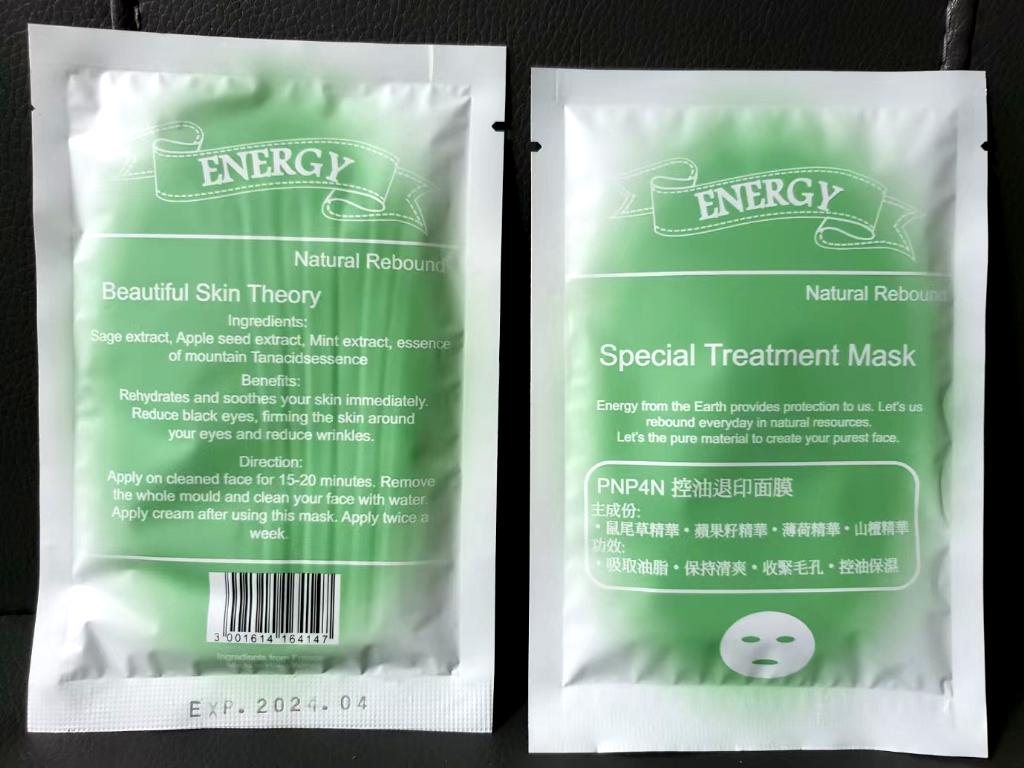 ENERGY
Natural Rebound
Beautiful Skin Theory
Ingredients:
Sage extract, Apple seed extract, Mint extract, essence
of mountain Tanacidsessence
Benefits:
Rehydrates and soothes your skin immediately.
Reduce black eyes, firming the skin around
your eyes and reduce wrinkles.
Direction:
Apply on cleaned face for 15-20 minutes. Remove
the whole mould and clean your face with water.
Apply cream after using this mask. Apply twice a
week.
3 001614 164147
Ingredients from France
EXP. 2024. 04
ENERGY
Natural Rebound
Special Treatment Mask
Energy from the Earth provides protection to us. Let's us
rebound everyday in natural resources.
Let's the pure material to create your purest face.
PNP4N 控油退印面膜
主成份:
・鼠尾草精華・蘋果籽精華・薄荷精華・山檀精華
功效:
・吸取油脂・保持清爽・收緊毛孔・控油保濕